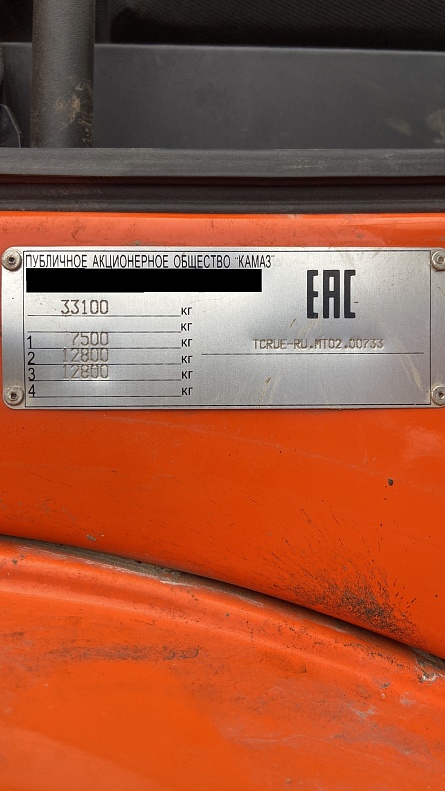 ПУБЛИЧНОЕ АКЦИОНЕРНОЕ ОБЩЕСТВО "КАМАЗ"
EAC
33100 кг
кг
1 7500 кг
2 12800 кг
3 12800 кг
4 кг
TCRUE-RU.MT02.00733